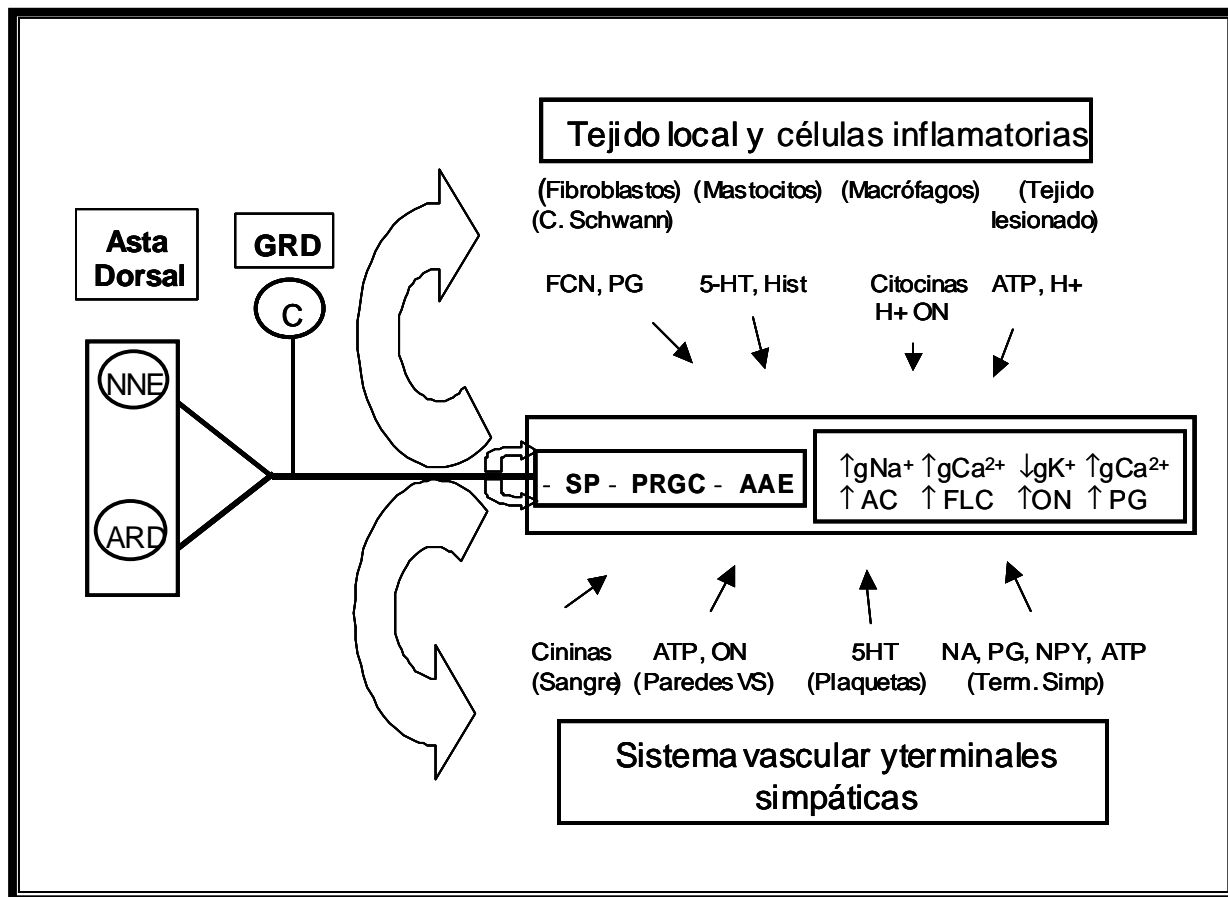 Tejido local y células inflamatorias
(Fibroblastos) (Mastocitos) (Macrófagos) (Tejido
(C. Schwann) lesionado)
Asta
Dorsal
GRD
C
FCN, PG 5-HT, Hist Citocinas ATP, H+
H+ ON
NNE
ARD
- SP - PRGC - AAE
↑gNa⁺ ↑gCa²⁺ ↓gK⁺ ↑gCa²⁺
↑ AC ↑ FLC ↑ON ↑ PG
Cininas ATP, ON 5HT NA, PG, NPY, ATP
(Sangre) (Paredes VS) (Plaquetas) (Term. Simp)
Sistema vascular yterminales
simpáticas